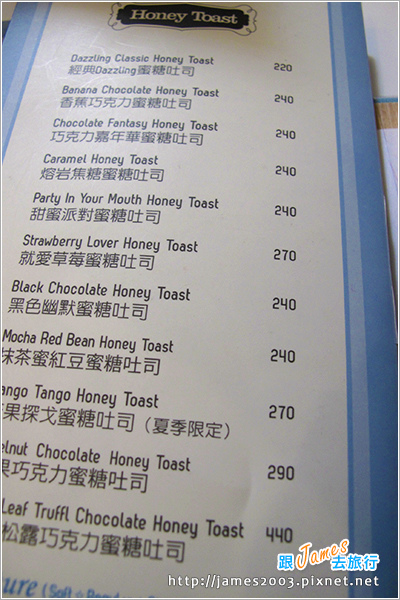 Honey Toast
Dazzling Classic Honey Toast 220
經典Dazzling蜜糖吐司
Banana Chocolate Honey Toast 240
香蕉巧克力蜜糖吐司
Chocolate Fantasy Honey Toast 240
巧克力嘉年華蜜糖吐司
Caramel Honey Toast 240
熔岩焦糖蜜糖吐司
Party In Your Mouth Honey Toast 240
甜蜜派對蜜糖吐司
Strawberry Lover Honey Toast 270
就愛草莓蜜糖吐司
Black Chocolate Honey Toast 240
黑色幽默蜜糖吐司
Mocha Red Bean Honey Toast 240
抹茶蜜紅豆蜜糖吐司
ango Tango Honey Toast 270
果探戈蜜糖吐司（夏季限定）
elnut Chocolate Honey Toast 290
果巧克力蜜糖吐司
Leaf Truffl Chocolate Honey Toast 440
松露巧克力蜜糖吐司
ure (Soft
跟James去旅行
http://james2003.pixnet.net